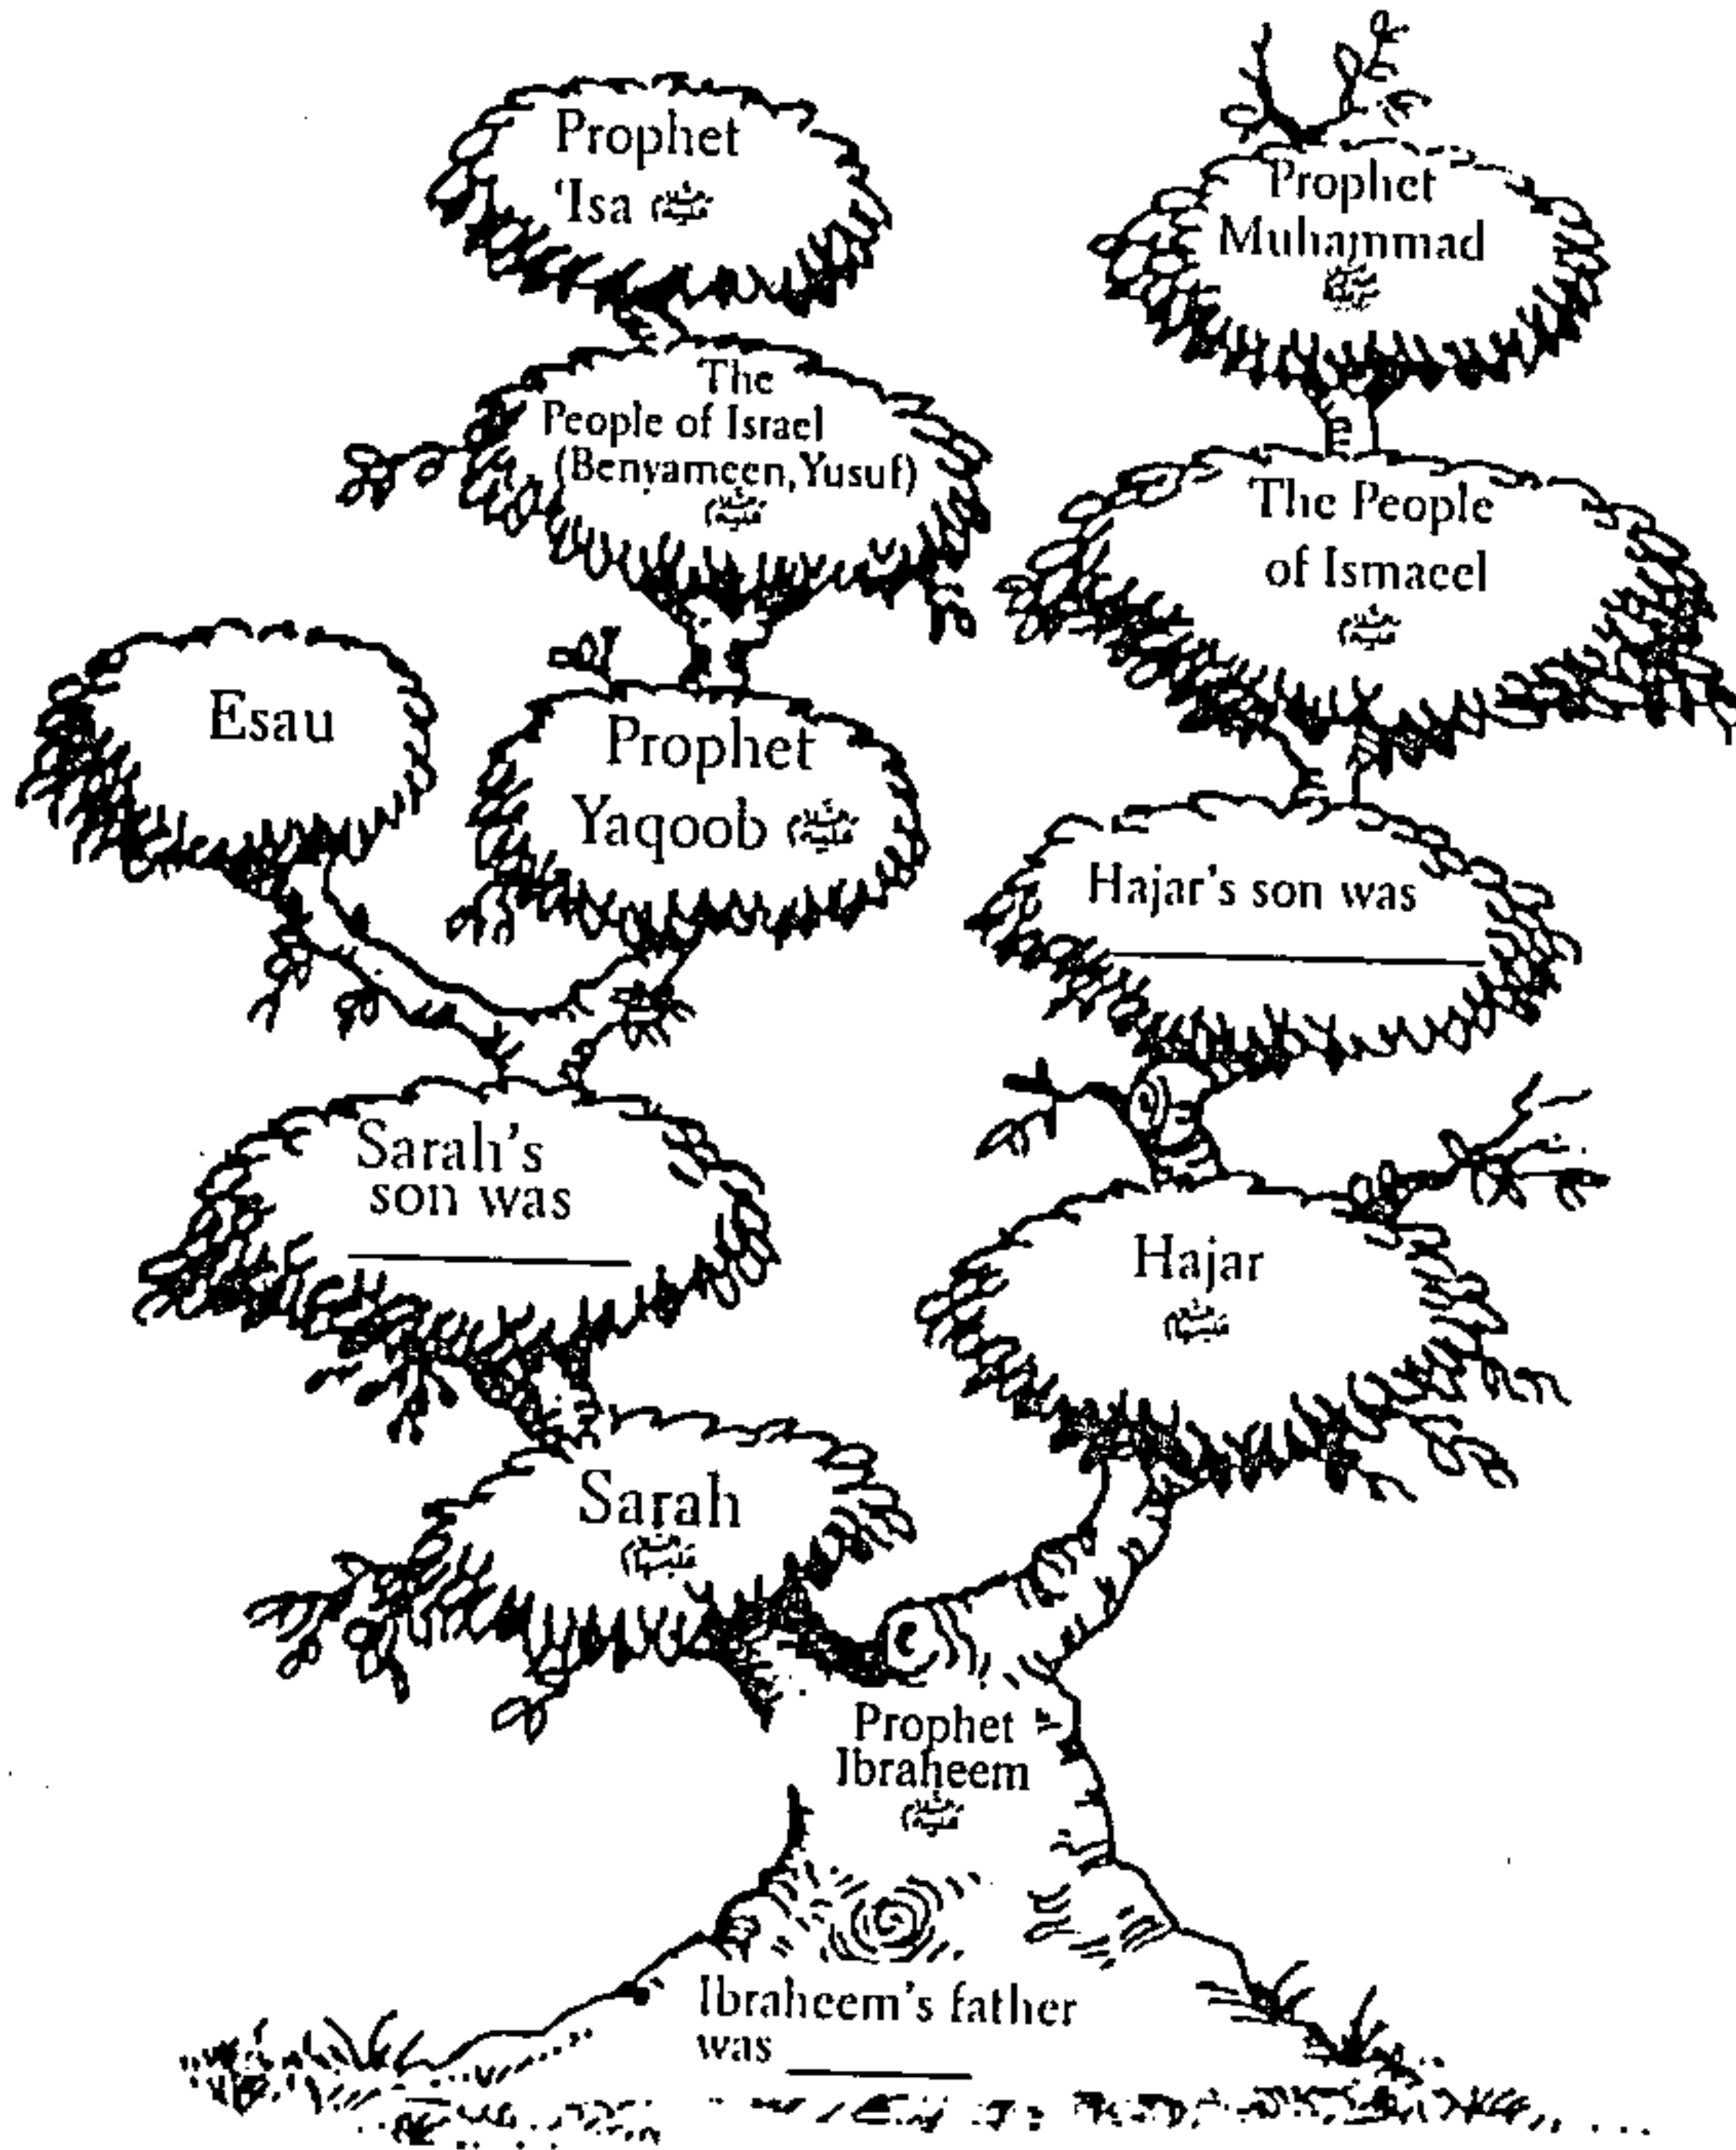 Prophet
'Isa
Prophet
Muhammad
The
People of Israel
(Benyameen, Yusuf)
The People
of Ismaeel
Esau
Prophet
Yaqoob
Hajar's son was
Sarah's
son was
Hajar
Sarah
Prophet
Ibraheem
Ibraheem's father
was